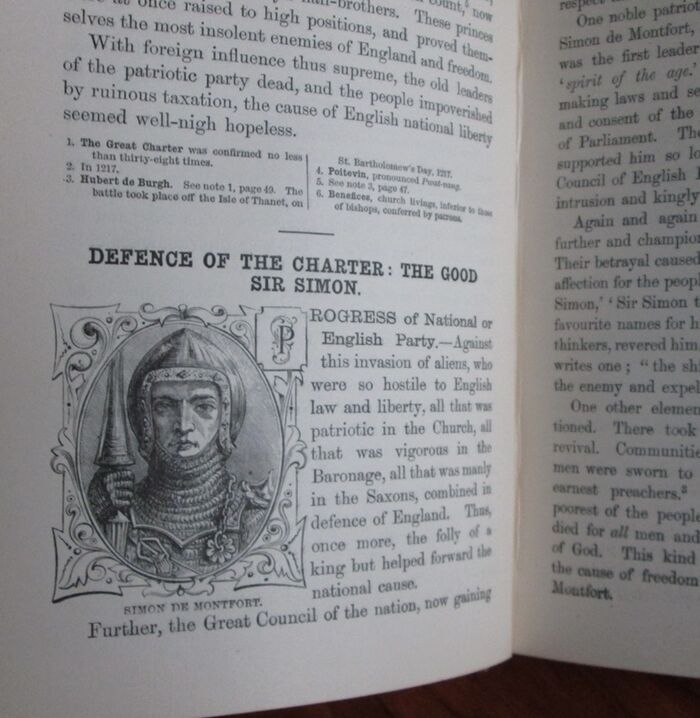 count,⁵ now
at once raised to high positions, and proved them-
These princes
selves the most insolent enemies of England and freedom.
With foreign influence thus supreme, the old leaders
of the patriotic party dead, and the people impoverished
by ruinous taxation, the cause of English national liberty
seemed well-nigh hopeless.
1. The Great Charter was confirmed no less
than thirty-eight times.
2. In 1217.
3. Hubert de Burgh. See note 1, page 49. The
battle took place off the Isle of Thanet, on
St. Bartholomew's Day, 1217.
4. Poitevin, pronounced
5. See note 3, page 47.
6. Benefices, church livings, inferior to those
of bishops, conferred by patrons.
DEFENCE OF THE CHARTER: THE GOOD
SIR SIMON.
PROGRESS of National or
English Party.—Against
this invasion of aliens, who
were so hostile to English
law and liberty, all that was
patriotic in the Church, all
that was vigorous in the
Baronage, all that was manly
in the Saxons, combined in
defence of England. Thus,
once more, the folly of a
king but helped forward the
national cause.
SIMON DE MONTFORT.
Further, the Great Council of the nation, now gaining
respect
One noble patriot
Simon de Montfort,
was the first leader
'spirit of the age.'
making laws and
and consent of the
of Parliament.
supported him so
Council of English
intrusion and kingly
Again and again
further and champion
Their betrayal caused
affection for the
Simon,' 'Sir Simon
favourite names for
thinkers, revered him.
writes one; "the
the enemy and
One other
There took
revival.
men were sworn to
earnest preachers,³
poorest of the people
died for all men and
of God. This kind
the cause of freedom
Montfort.